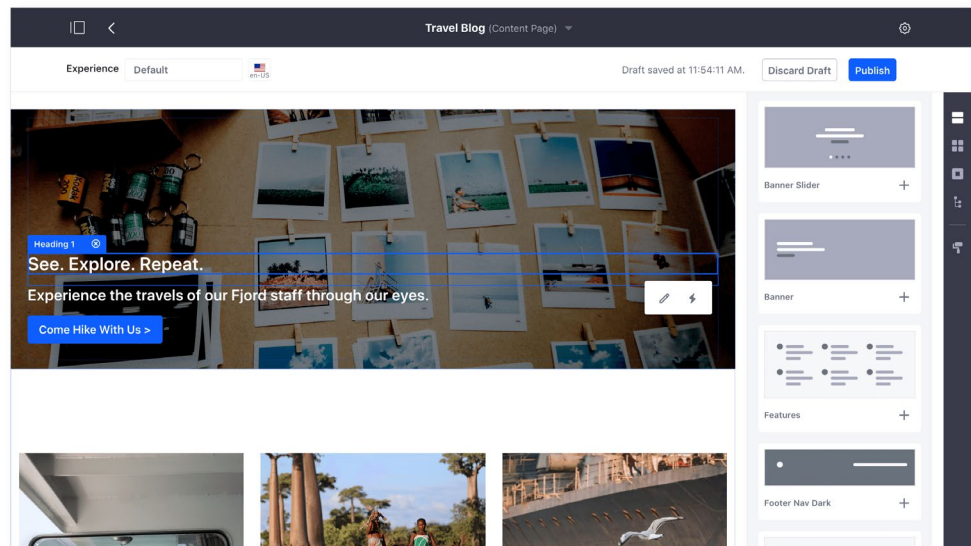 Travel Blog (Content Page)
Experience Default en-US Draft saved at 11:54:11 AM. Discard Draft Publish
Heading 1
See. Explore. Repeat.
Experience the travels of our Fjord staff through our eyes.
Come Hike With Us >
Banner Slider
Banner
Features
Footer Nav Dark